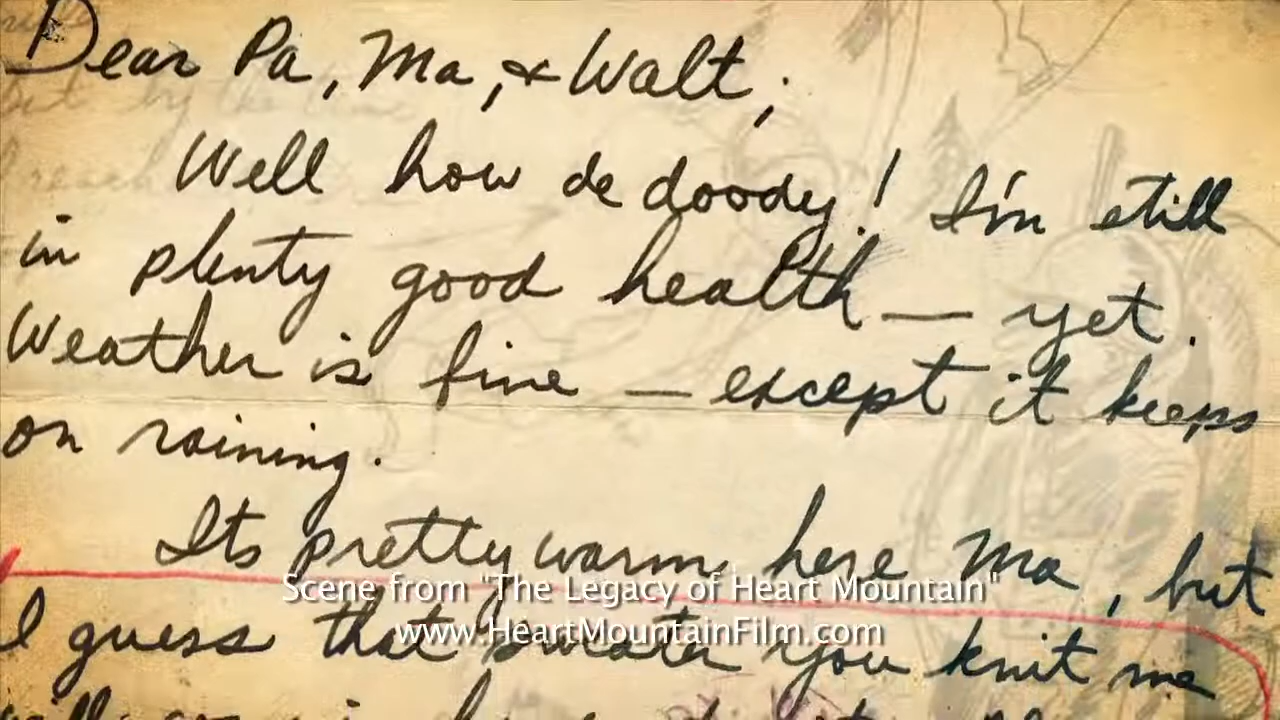 Dear Pa, Ma, & Walt;
Well how de doody! I'm still
in plenty good health — yet.
Weather is fine — except it keeps
on raining.
Its pretty warm here Ma, but
Scene from "The Legacy of Heart Mountain"
I guess that sweater you knit me
www.HeartMountainFilm.com